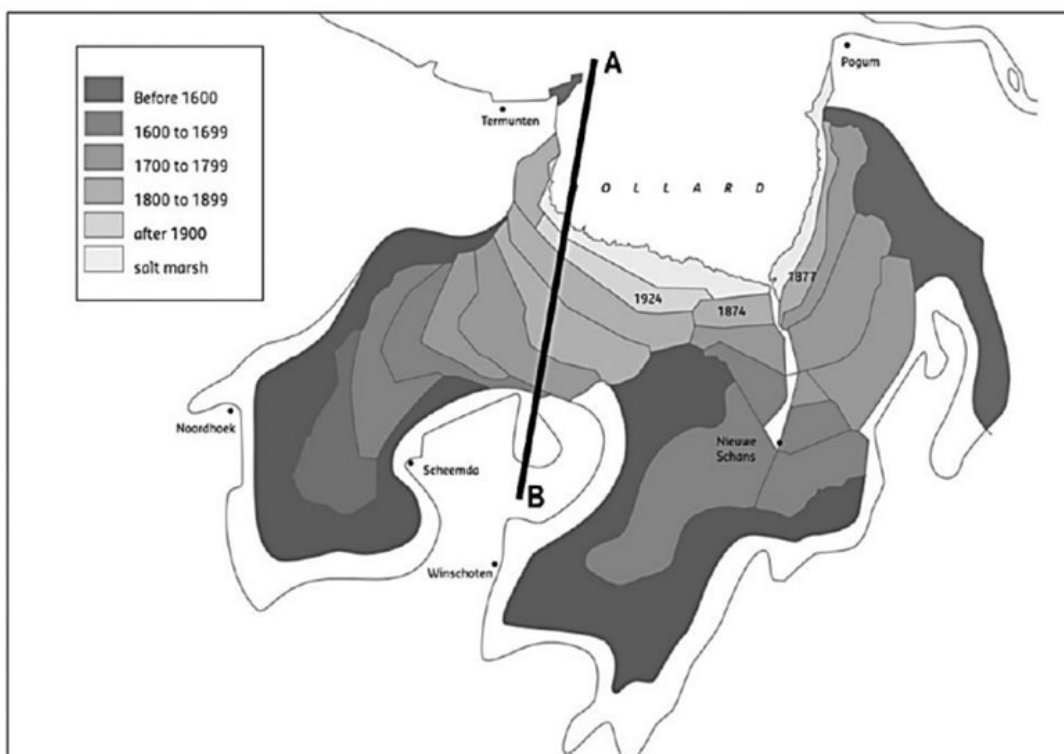 Before 1600
1600 to 1699
1700 to 1799
1800 to 1899
after 1900
salt marsh
A
Pogum
Termunten
OLLARD
1877
1924
1874
Noordhoek
Nieuwe
Schans
Scheemda
B
Winschoten